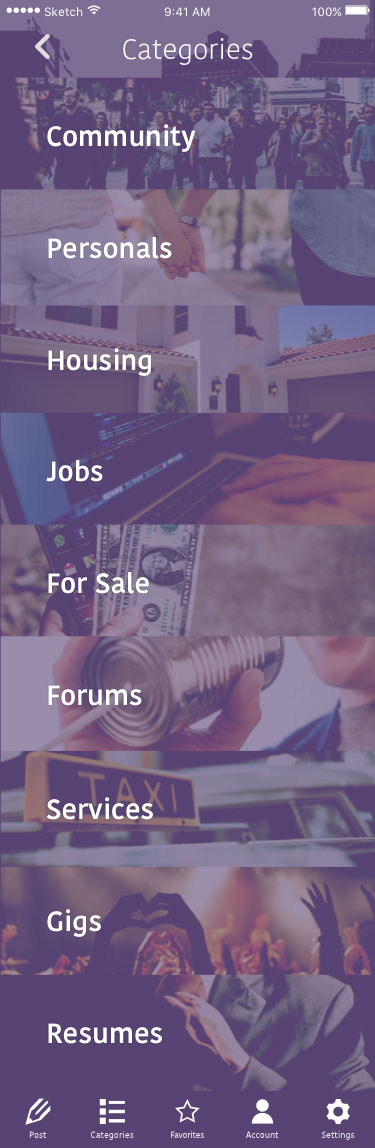 Sketch 9:41 AM 100%
Categories
Community
Personals
Housing
Jobs
For Sale
Forums
TAXI
Services
Gigs
Resumes
Post Categories Favorites Account Settings